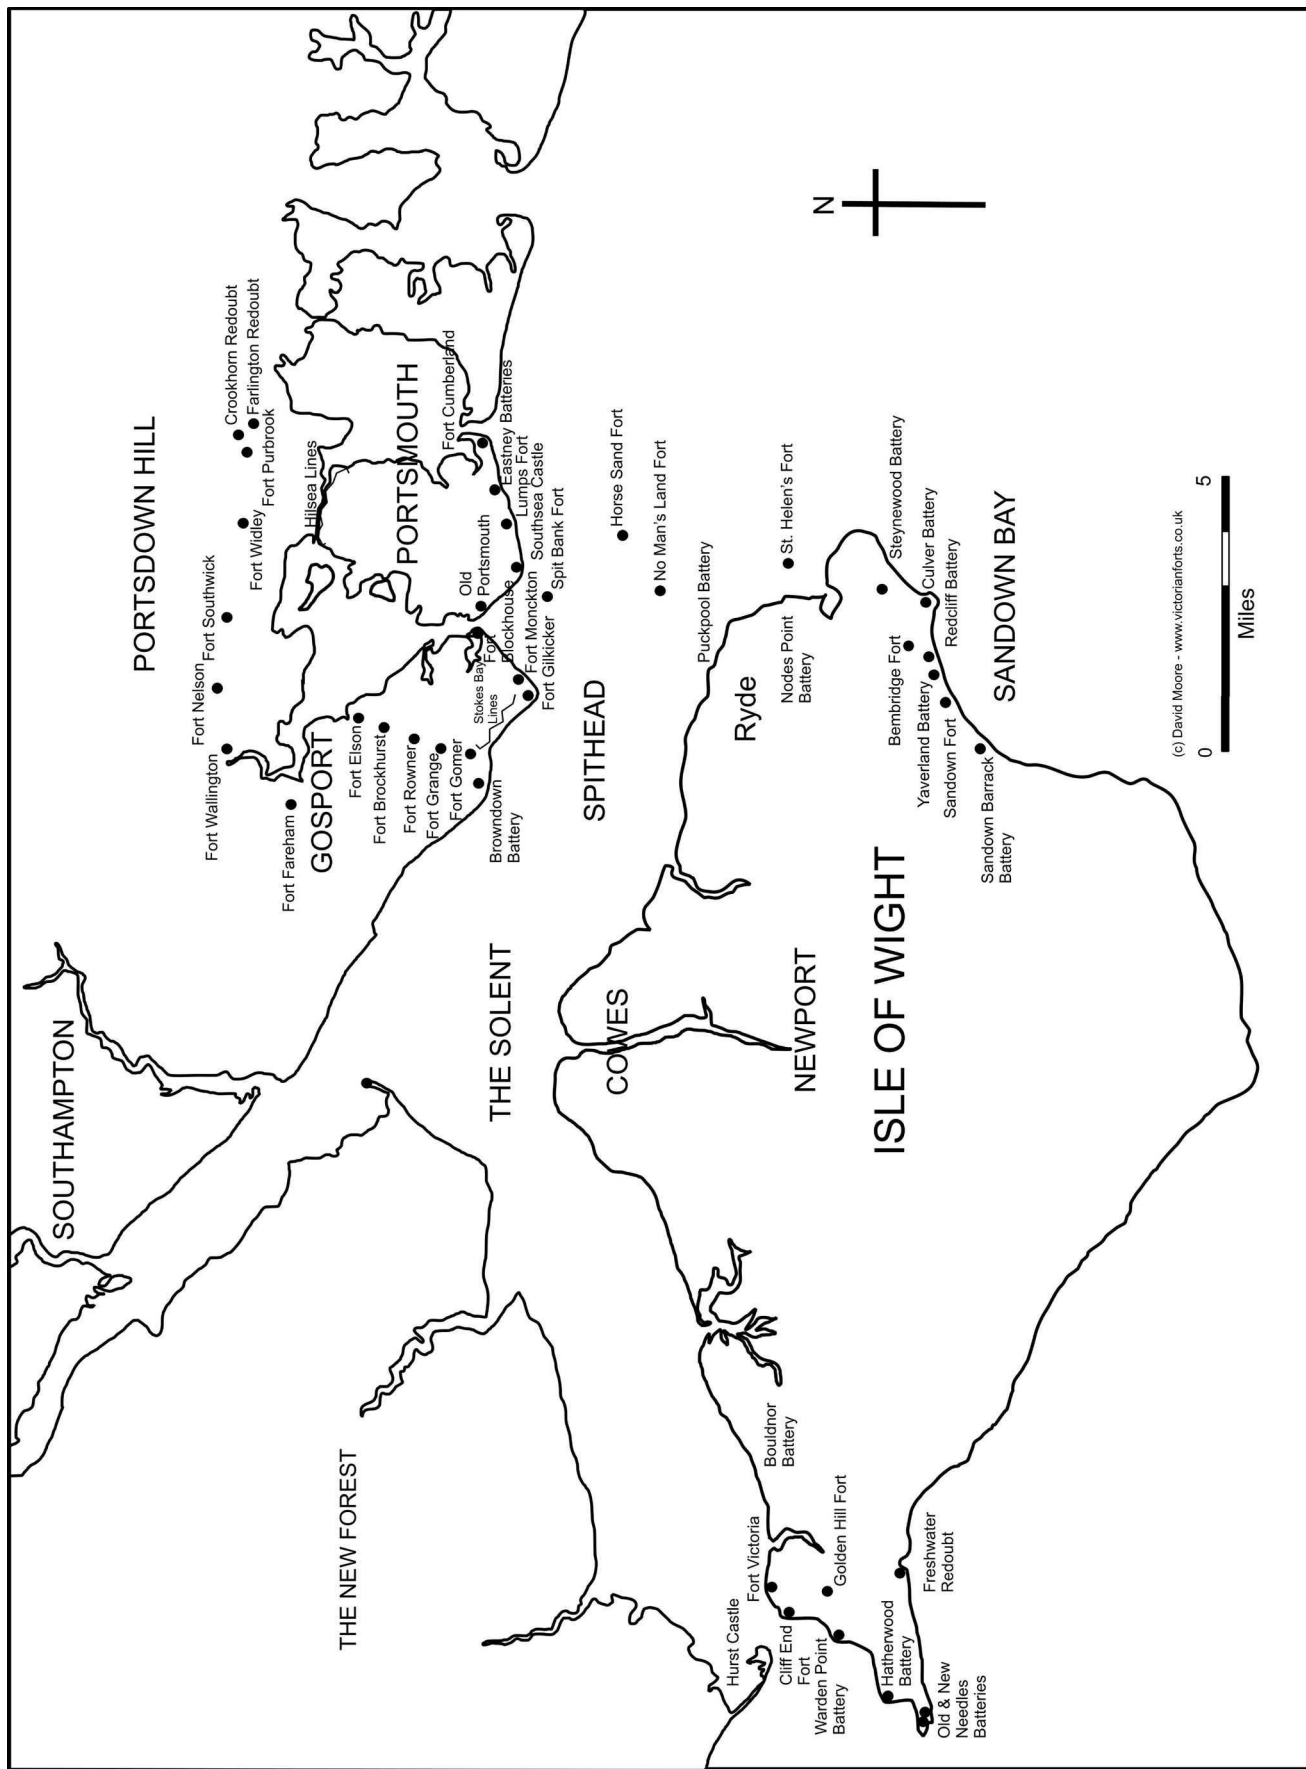 SOUTHAMPTON
PORTSDOWN HILL
THE NEW FOREST
Fort Wallington
Fort Nelson
Fort Southwick
Fort Widley
Fort Purbrook
Crookhorn Redoubt
Farlington Redoubt
Fort Fareham
GOSPORT
Hilsea Lines
Fort Elson
Fort Brockhurst
Fort Rowner
Fort Grange
Fort Gomer
Browndown
Battery
PORTSMOUTH
Fort Cumberland
Eastney Batteries
Lumps Fort
Southsea Castle
Spit Bank Fort
Old
Portsmouth
Fort
Blockhouse
Fort Monckton
Fort Gilkicker
Stokes Bay
Lines
THE SOLENT
SPITHEAD
Horse Sand Fort
No Man's Land Fort
St. Helen's Fort
COWES
NEWPORT
Ryde
Puckpool Battery
Nodes Point
Battery
ISLE OF WIGHT
Steynewood Battery
Culver Battery
Redcliff Battery
Bembridge Fort
Yaverland Battery
Sandown Fort
Sandown Barrack
Battery
SANDOWN BAY
Bouldnor
Battery
Hurst Castle
Fort Victoria
Cliff End
Fort
Golden Hill Fort
Warden Point
Battery
Hatherwood
Battery
Freshwater
Redoubt
Old & New
Needles
Batteries
N
(c) David Moore - www.victorianforts.co.uk
0
5
Miles